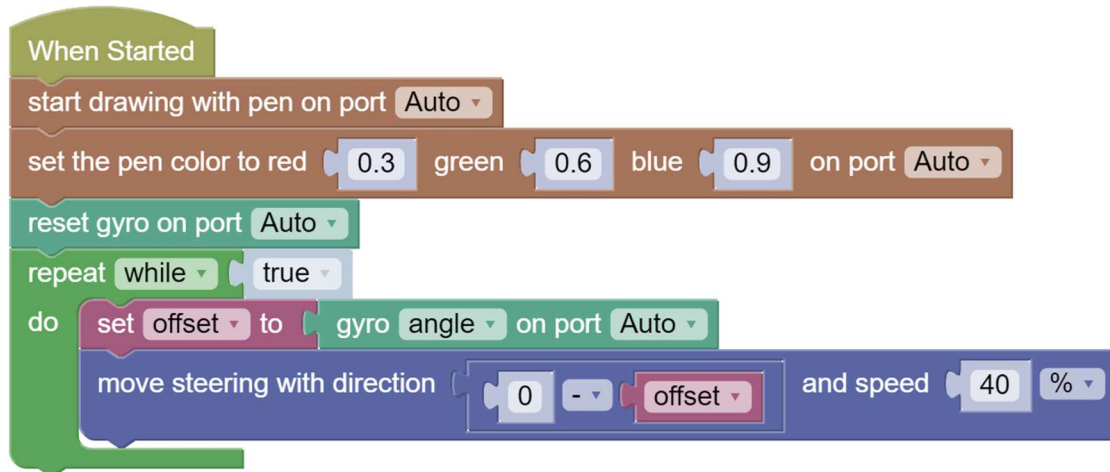 When Started
start drawing with pen on port Auto
set the pen color to red 0.3 green 0.6 blue 0.9 on port Auto
reset gyro on port Auto
repeat while true
do set offset to gyro angle on port Auto
move steering with direction 0 - offset and speed 40 %